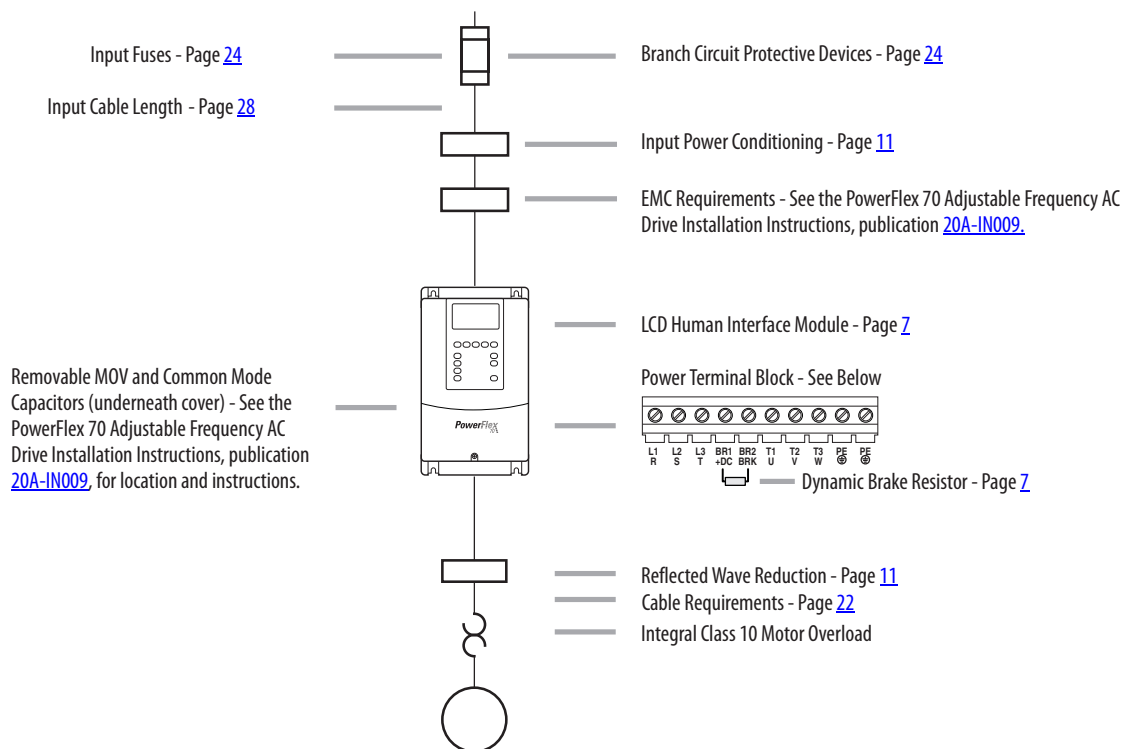 Input Fuses - Page 24
Branch Circuit Protective Devices - Page 24
Input Cable Length - Page 28
Input Power Conditioning - Page 11
EMC Requirements - See the PowerFlex 70 Adjustable Frequency AC
Drive Installation Instructions, publication 20A-IN009.
LCD Human Interface Module - Page 7
Removable MOV and Common Mode
Capacitors (underneath cover) - See the
PowerFlex 70 Adjustable Frequency AC
Drive Installation Instructions, publication
20A-IN009, for location and instructions.
PowerFlex
Power Terminal Block - See Below
L1 L2 L3 BR1 BR2 T1 T2 T3 PE PE
R S T +DC BRK U V W
Dynamic Brake Resistor - Page 7
Reflected Wave Reduction - Page 11
Cable Requirements - Page 22
Integral Class 10 Motor Overload